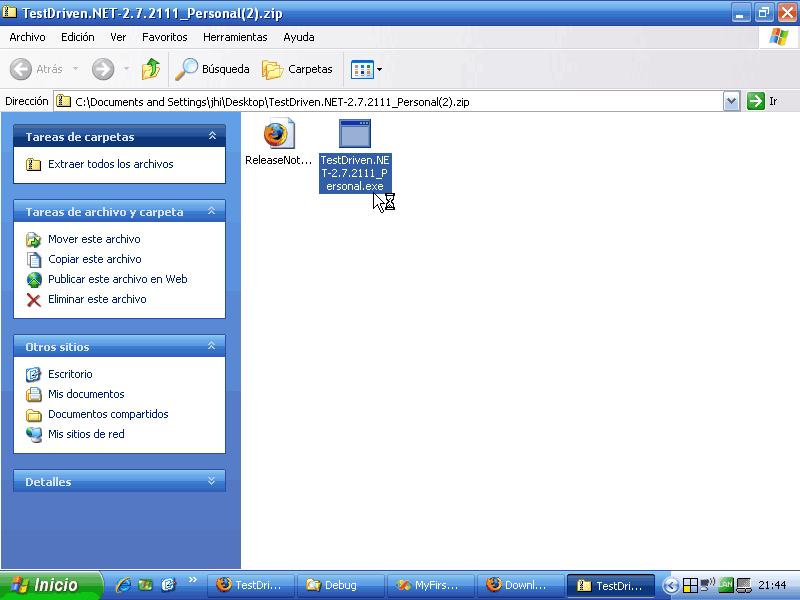 TestDriven.NET-2.7.2111_Personal(2).zip
Archivo Edición Ver Favoritos Herramientas Ayuda
Atrás Búsqueda Carpetas
Dirección C:\Documents and Settings\jhi\Desktop\TestDriven.NET-2.7.2111_Personal(2).zip Ir
Tareas de carpetas
Extraer todos los archivos
Tareas de archivo y carpeta
Mover este archivo
Copiar este archivo
Publicar este archivo en Web
Eliminar este archivo
Otros sitios
Escritorio
Mis documentos
Documentos compartidos
Mis sitios de red
Detalles
ReleaseNot...
TestDriven.NE
T-2.7.2111_P
ersonal.exe
Inicio » TestDri... Debug MyFirs... Downl... TestDri... 21:44